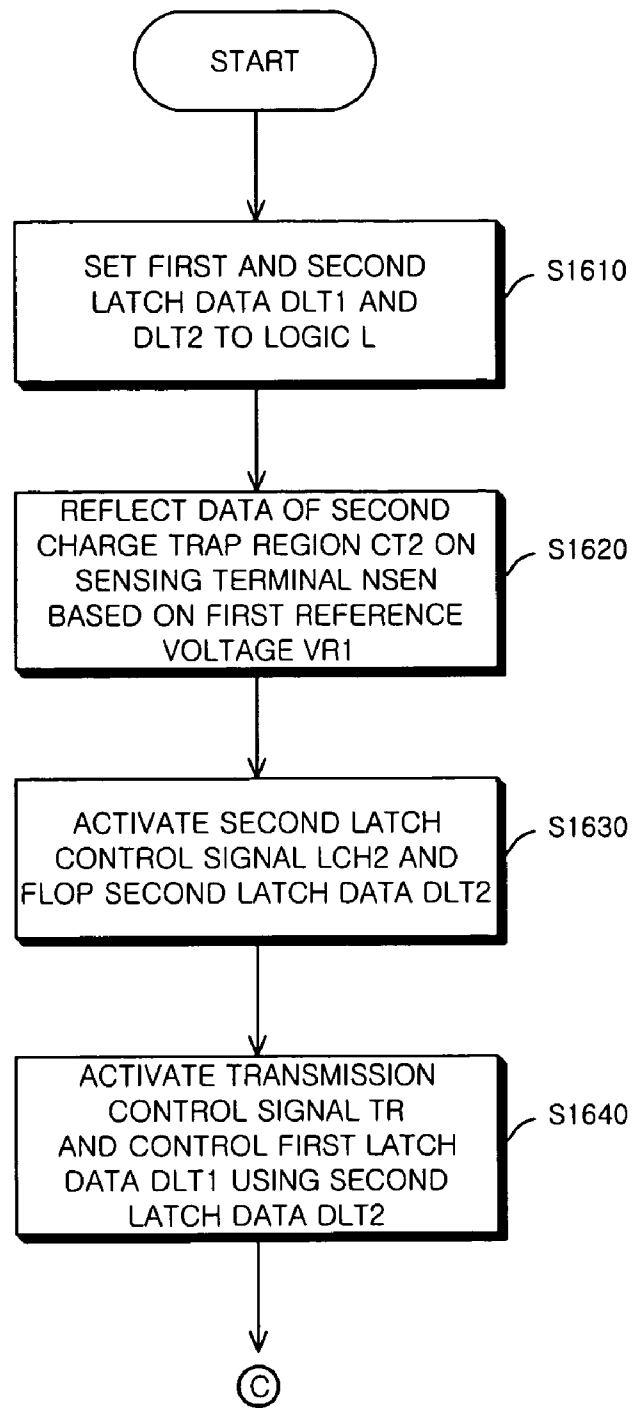 START
SET FIRST AND SECOND
LATCH DATA DLT1 AND
DLT2 TO LOGIC L
S1610
REFLECT DATA OF SECOND
CHARGE TRAP REGION CT2 ON
SENSING TERMINAL NSEN
BASED ON FIRST REFERENCE
VOLTAGE VR1
S1620
ACTIVATE SECOND LATCH
CONTROL SIGNAL LCH2 AND
FLOP SECOND LATCH DATA DLT2
S1630
ACTIVATE TRANSMISSION
CONTROL SIGNAL TR
AND CONTROL FIRST LATCH
DATA DLT1 USING SECOND
LATCH DATA DLT2
S1640
C